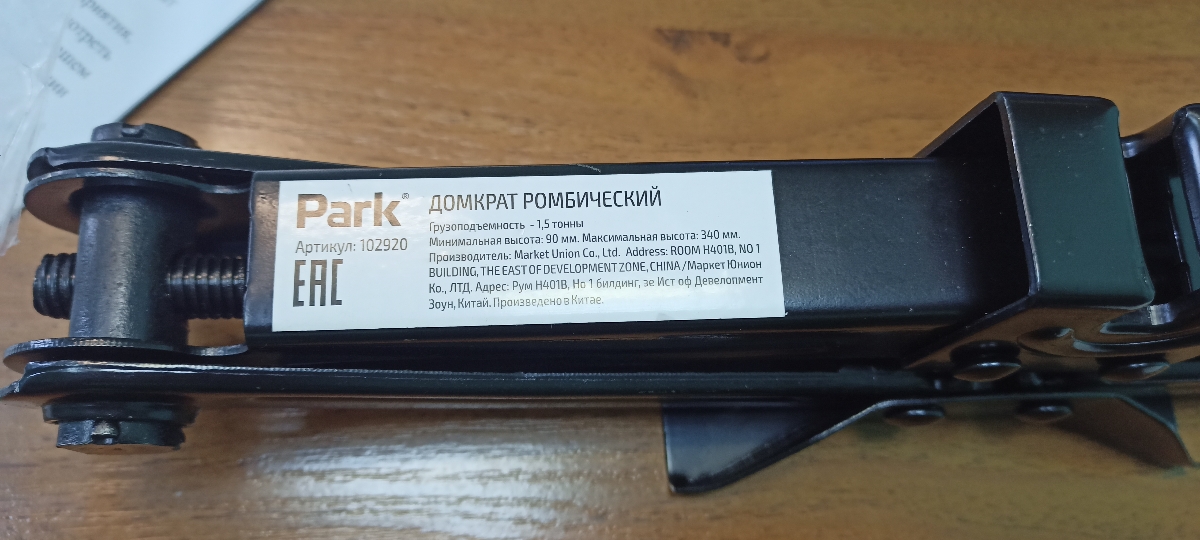 приятия.
Park®
Артикул: 102920
EAC
ДОМКРАТ РОМБИЧЕСКИЙ
Грузоподъемность - 1,5 тонны
Минимальная высота: 90 мм. Максимальная высота: 340 мм.
Производитель: Market Union Co., Ltd. Address: ROOM H401B, NO 1
BUILDING, THE EAST OF DEVELOPMENT ZONE, CHINA / Маркет Юнион
Ко., ЛТД. Адрес: Рум Н401В, Но 1 билдинг, зе Ист оф Девелопмент
Зоун, Китай. Произведено в Китае.